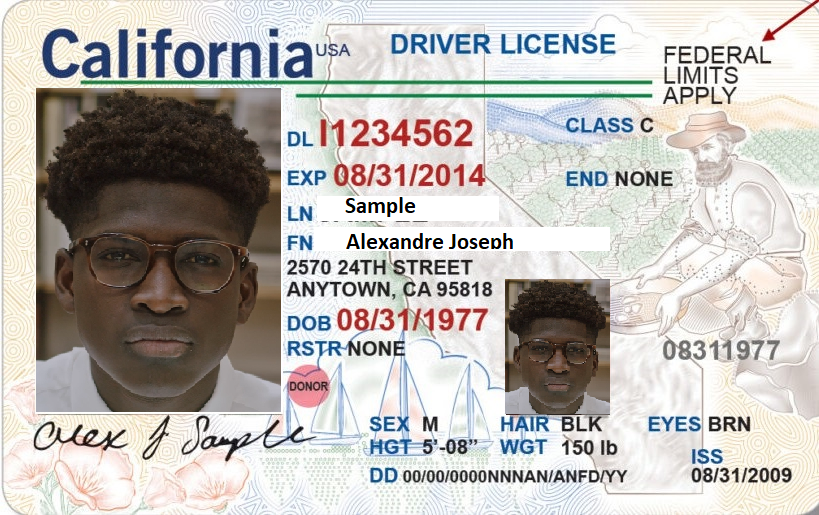 California USA DRIVER LICENSE
FEDERAL
LIMITS
APPLY
DL I1234562
CLASS C
EXP 08/31/2014
END NONE
LN Sample
FN Alexandre Joseph
2570 24TH STREET
ANYTOWN, CA 95818
DOB 08/31/1977
RSTR NONE
08311977
DONOR
Alex J Sample
SEX M HAIR BLK EYES BRN
HGT 5'-08" WGT 150 lb
ISS
DD 00/00/0000NNNAN/ANFD/YY 08/31/2009